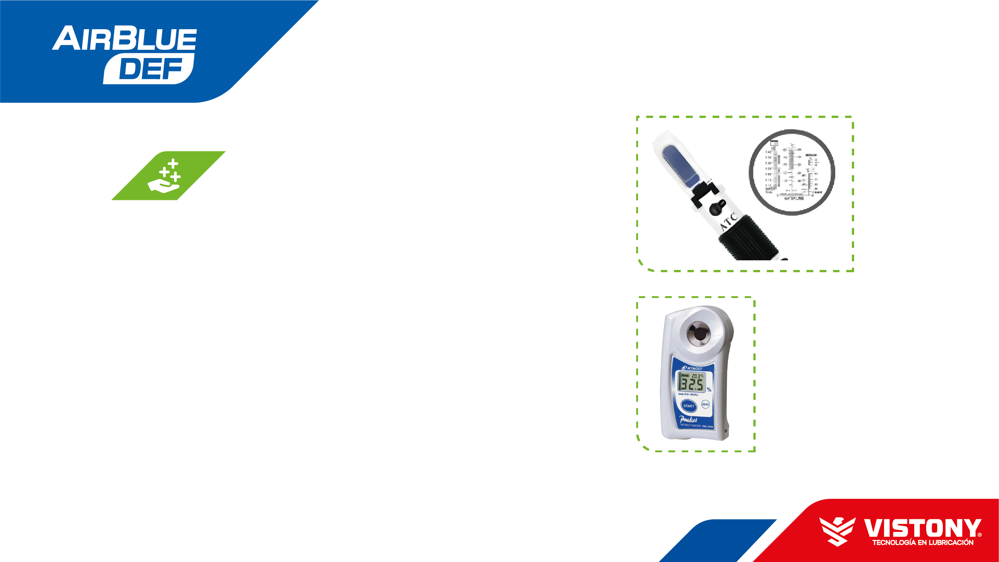 AIRBLUE
DEF
ATC
ATAGO
20.3°C
32.5
%
Urea (0.0~55.0%)
START
ZERO
Pocket
REFRACTOMETER PAL-Urea
VISTONY®
TECNOLOGÍA EN LUBRICACIÓN